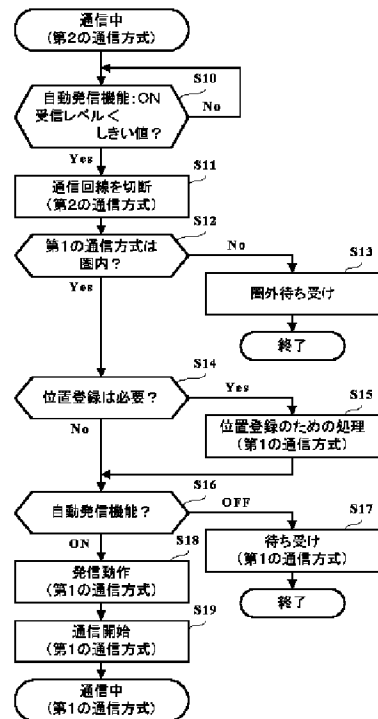 通信中
(第2の通信方式)
S10
自動発信機能:ON
受信レベル<
しきい値?
No
Yes
S11
通信回線を切断
(第2の通信方式)
S12
第1の通信方式は
圏内?
No
Yes
S13
圏外待ち受け
終了
S14
位置登録は必要?
Yes
No
S15
位置登録のための処理
(第1の通信方式)
S16
自動発信機能?
OFF
ON
S17
待ち受け
(第1の通信方式)
終了
S18
発信動作
(第1の通信方式)
S19
通信開始
(第1の通信方式)
通信中
(第1の通信方式)